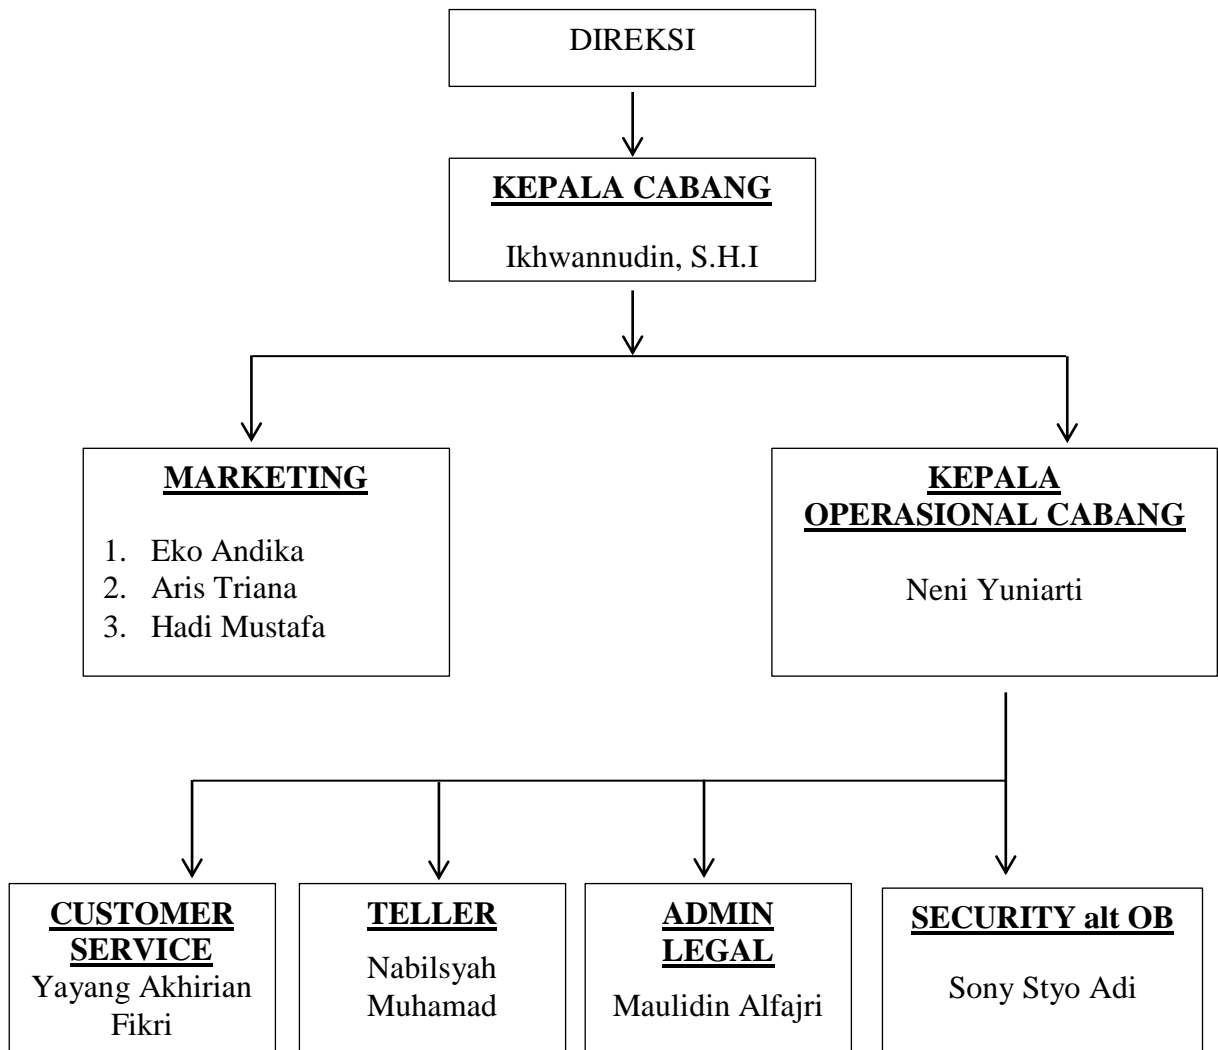 DIREKSI
KEPALA CABANG
Ikhwannudin, S.H.I
MARKETING
1. Eko Andika
2. Aris Triana
3. Hadi Mustafa
KEPALA
OPERASIONAL CABANG
Neni Yuniarti
CUSTOMER
SERVICE
Yayang Akhirian
Fikri
TELLER
Nabilsyah
Muhamad
ADMIN
LEGAL
Maulidin Alfajri
SECURITY alt OB
Sony Styo Adi